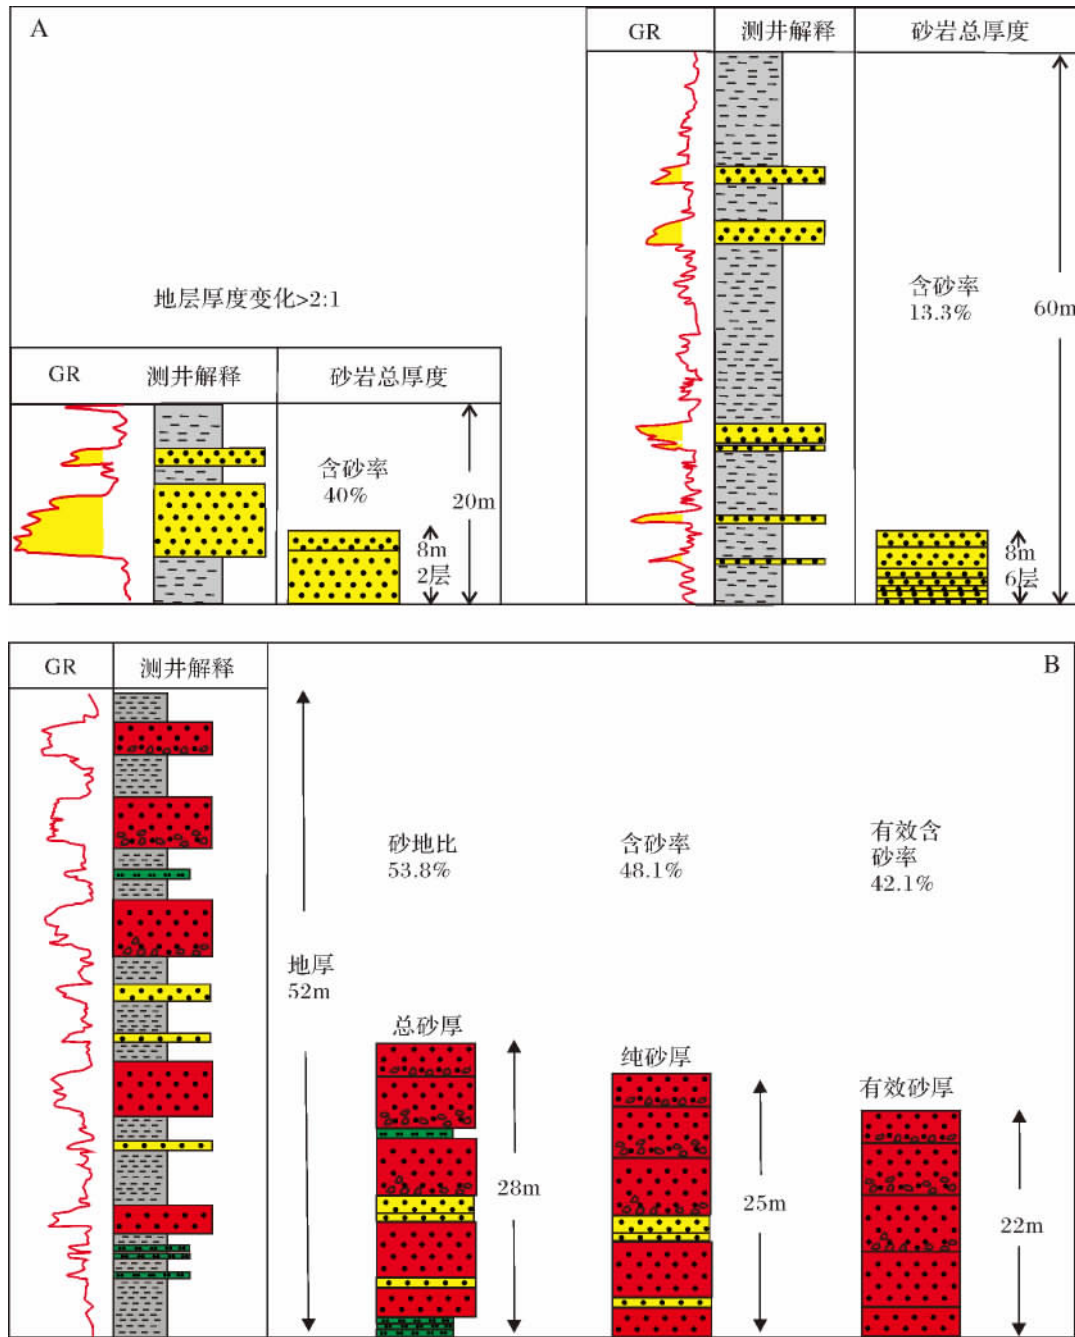 A
GR
测井解释
砂岩总厚度
含砂率
13.3%
60m
8m
6层
地层厚度变化>2:1
GR
测井解释
砂岩总厚度
含砂率
40%
20m
8m
2层
B
GR
测井解释
砂地比
53.8%
含砂率
48.1%
有效含
砂率
42.1%
地厚
52m
总砂厚
28m
纯砂厚
25m
有效砂厚
22m